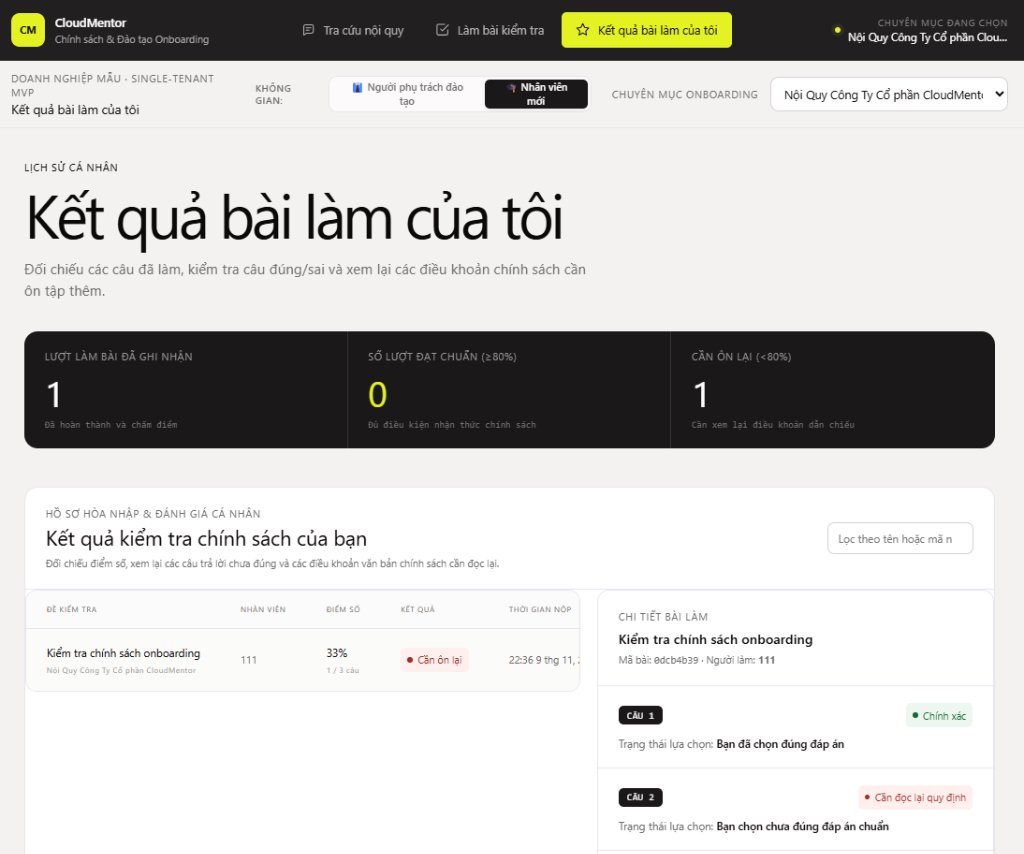 CM
CloudMentor
Chính sách & Đào tạo Onboarding
Tra cứu nội quy
Làm bài kiểm tra
Kết quả bài làm của tôi
CHUYÊN MỤC ĐANG CHỌN
Nội Quy Công Ty Cổ phần Clou...
DOANH NGHIỆP MẪU - SINGLE-TENANT
MVP
Kết quả bài làm của tôi
KHÔNG
GIAN:
Người phụ trách đào
tạo
Nhân viên
mới
CHUYÊN MỤC ONBOARDING
Nội Quy Công Ty Cổ phần CloudMento
LỊCH SỬ CÁ NHÂN
Kết quả bài làm của tôi
Đối chiếu các câu đã làm, kiểm tra câu đúng/sai và xem lại các điều khoản chính sách cần
ôn tập thêm.
LƯỢT LÀM BÀI ĐÃ GHI NHẬN
1
Đã hoàn thành và chấm điểm
SỐ LƯỢT ĐẠT CHUẨN (≥80%)
0
Đủ điều kiện nhận thức chính sách
CẦN ÔN LẠI (<80%)
1
Cần xem lại điều khoản dẫn chiếu
HỒ SƠ HÒA NHẬP & ĐÁNH GIÁ CÁ NHÂN
Kết quả kiểm tra chính sách của bạn
Đối chiếu điểm số, xem lại các câu trả lời chưa đúng và các điều khoản văn bản chính sách cần đọc lại.
Lọc theo tên hoặc mã n
ĐỀ KIỂM TRA
NHÂN VIÊN
ĐIỂM SỐ
KẾT QUẢ
THỜI GIAN NỘP
Kiểm tra chính sách onboarding
Nội Quy Công Ty Cổ phần CloudMentor
111
33%
1 / 3 câu
Cần ôn lại
22:36 9 thg 11,
CHI TIẾT BÀI LÀM
Kiểm tra chính sách onboarding
Mã bài: 0dcb4b39 · Người làm: 111
CÂU 1
Chính xác
Trạng thái lựa chọn: Bạn đã chọn đúng đáp án
CÂU 2
Cần đọc lại quy định
Trạng thái lựa chọn: Bạn chọn chưa đúng đáp án chuẩn